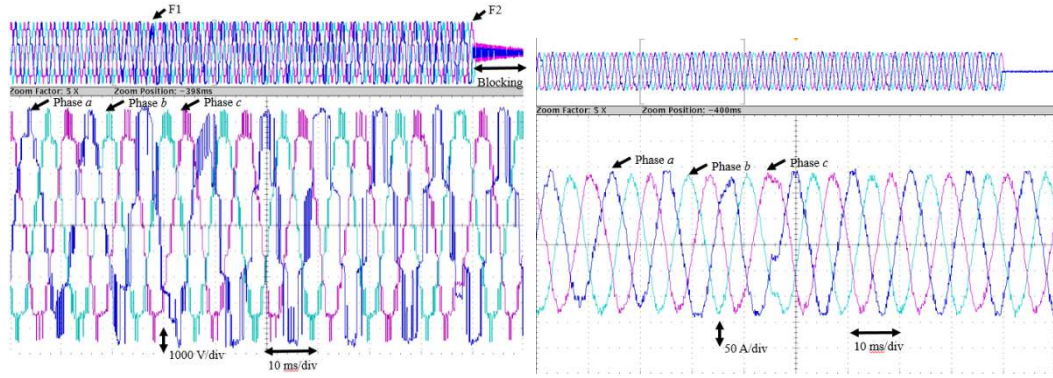 F1
F2
Blocking
Zoom Factor: 5 X Zoom Position: −398ms
Phase a
Phase b
Phase c
1000 V/div
10 ms/div
Zoom Factor: 5 X Zoom Position: −400ms
Phase a
Phase b
Phase c
50 A/div
10 ms/div